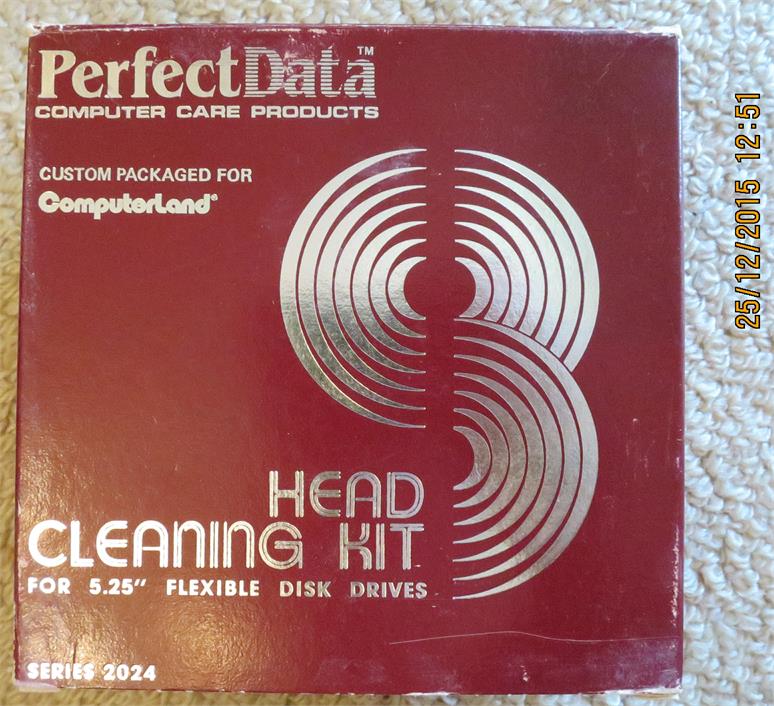 PerfectData™
COMPUTER CARE PRODUCTS
CUSTOM PACKAGED FOR
ComputerLand®
HEAD
CLEANING KIT
FOR 5.25" FLEXIBLE DISK DRIVES
SERIES 2024
25/12/2015 12:51